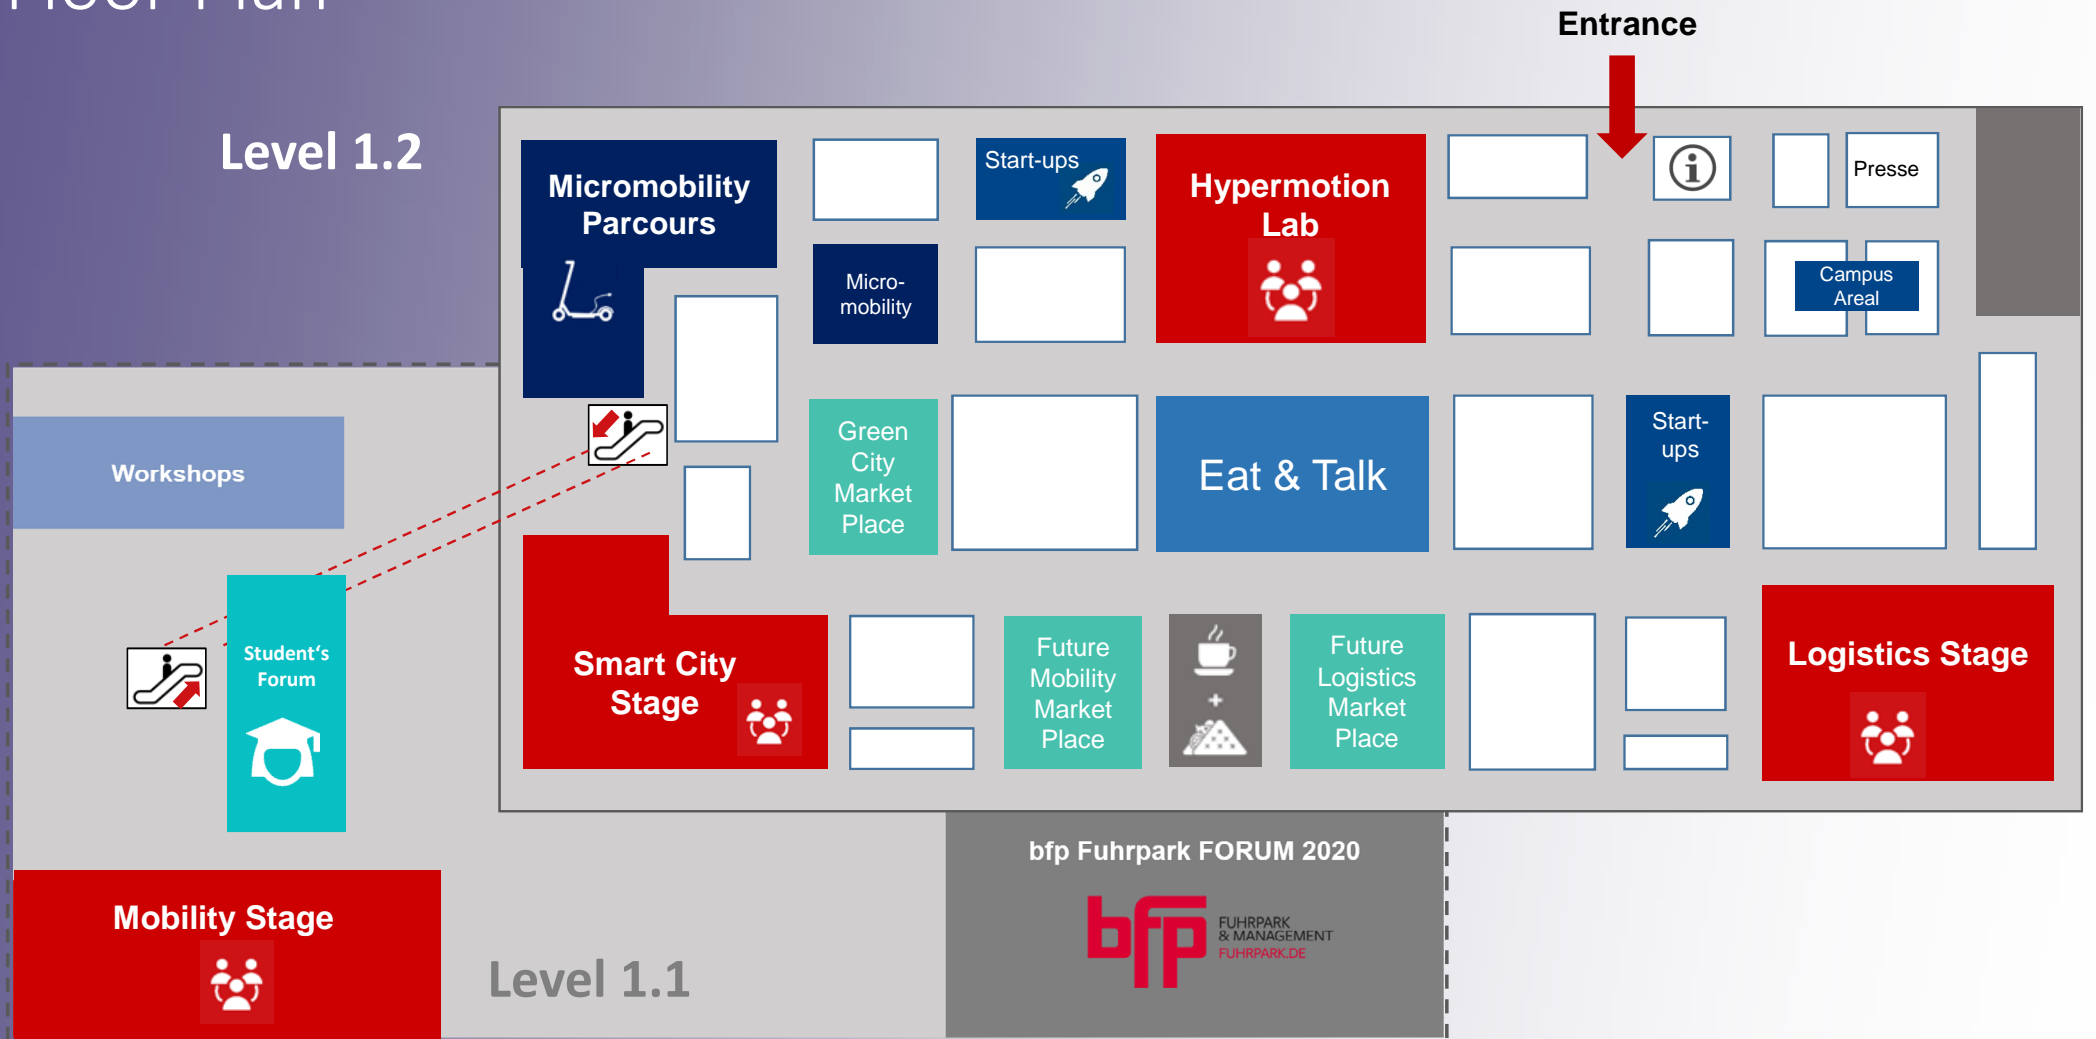 Floor Plan
Entrance
Level 1.2
Micromobility
Parcours
Start-ups
Hypermotion
Lab
Presse
Micro-
mobility
Campus
Areal
Workshops
Green
City
Market
Place
Eat & Talk
Start-
ups
Student‘s
Forum
Smart City
Stage
Future
Mobility
Market
Place
+
Future
Logistics
Market
Place
Logistics Stage
bfp Fuhrpark FORUM 2020
bfp
FUHRPARK
& MANAGEMENT
FUHRPARK.DE
Mobility Stage
Level 1.1